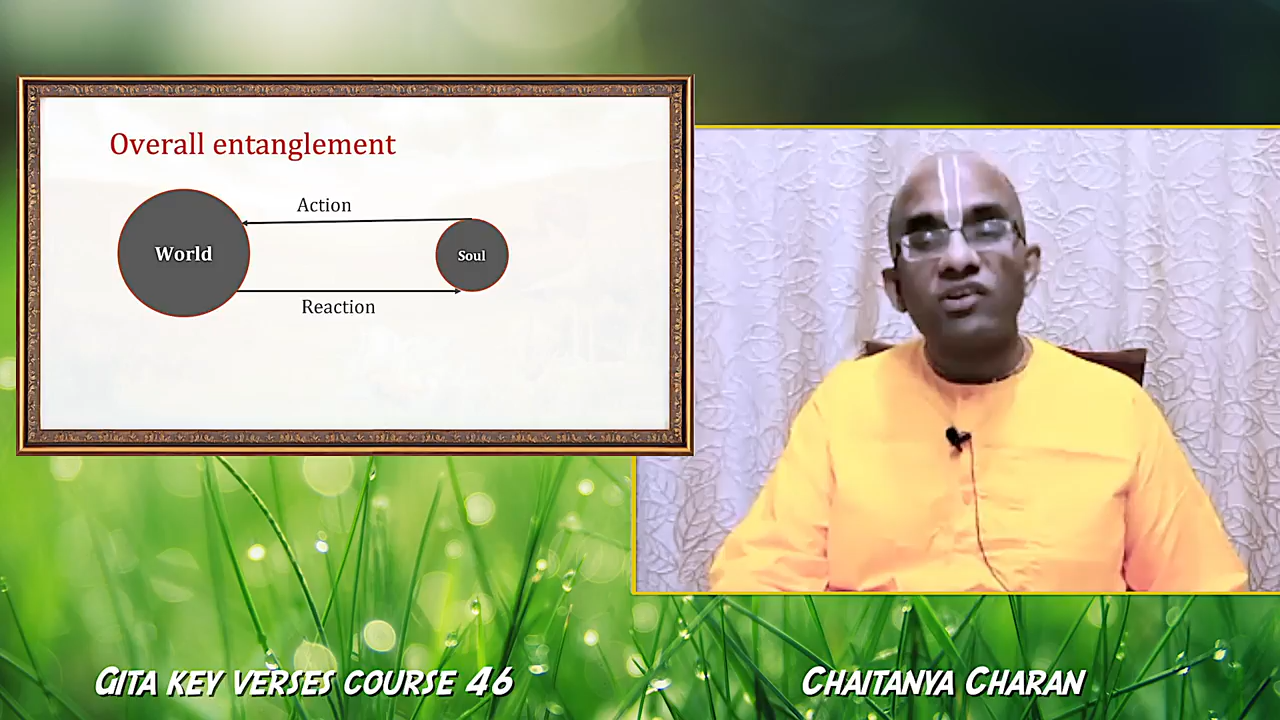 Overall entanglement
Action
World
Soul
Reaction
GITA KEY VERSES COURSE 46
CHAITANYA CHARAN